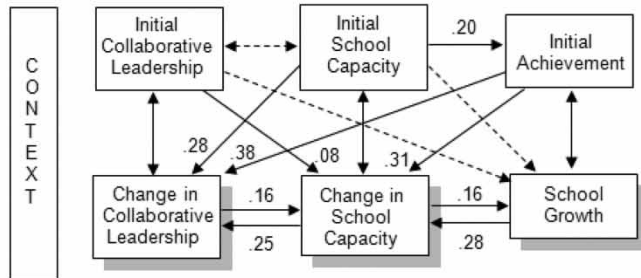 CONTEXT
Initial
Collaborative
Leadership
Initial
School
Capacity
.20
Initial
Achievement
.28
.38
.08
.31
Change in
Collaborative
Leadership
.16
.25
Change in
School
Capacity
.16
.28
School
Growth